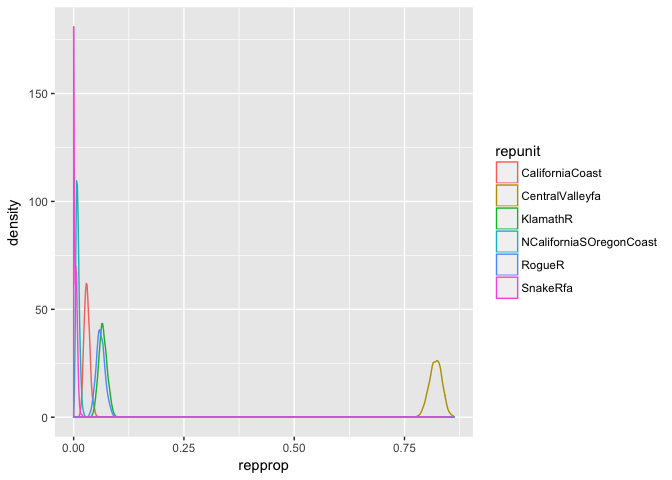 150
100
50
0
density
0.00 0.25 0.50 0.75
repprop
repunit
CaliforniaCoast
CentralValleyfa
KlamathR
NCaliforniaSOregonCoast
RogueR
SnakeRfa